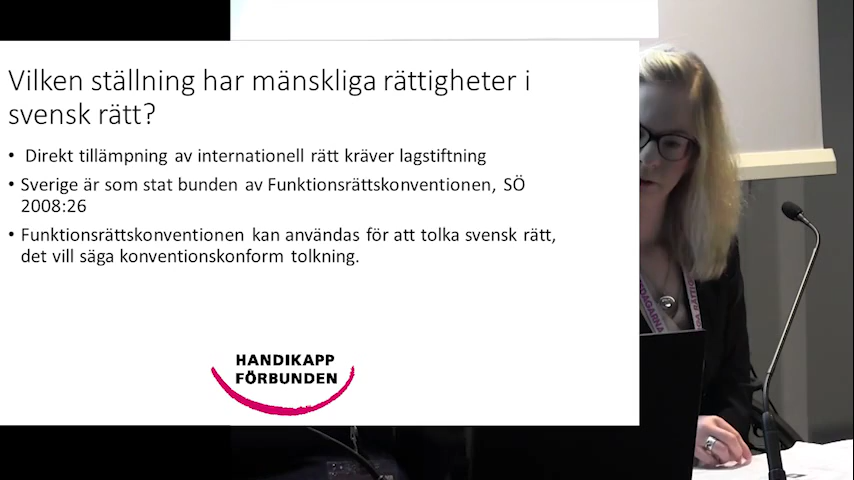 Vilken ställning har mänskliga rättigheter i
svensk rätt?
• Direkt tillämpning av internationell rätt kräver lagstiftning
• Sverige är som stat bunden av Funktionsrättskonventionen, SÖ
2008:26
• Funktionsrättskonventionen kan användas för att tolka svensk rätt,
det vill säga konventionskonform tolkning.
HANDIKAPP
FÖRBUNDEN